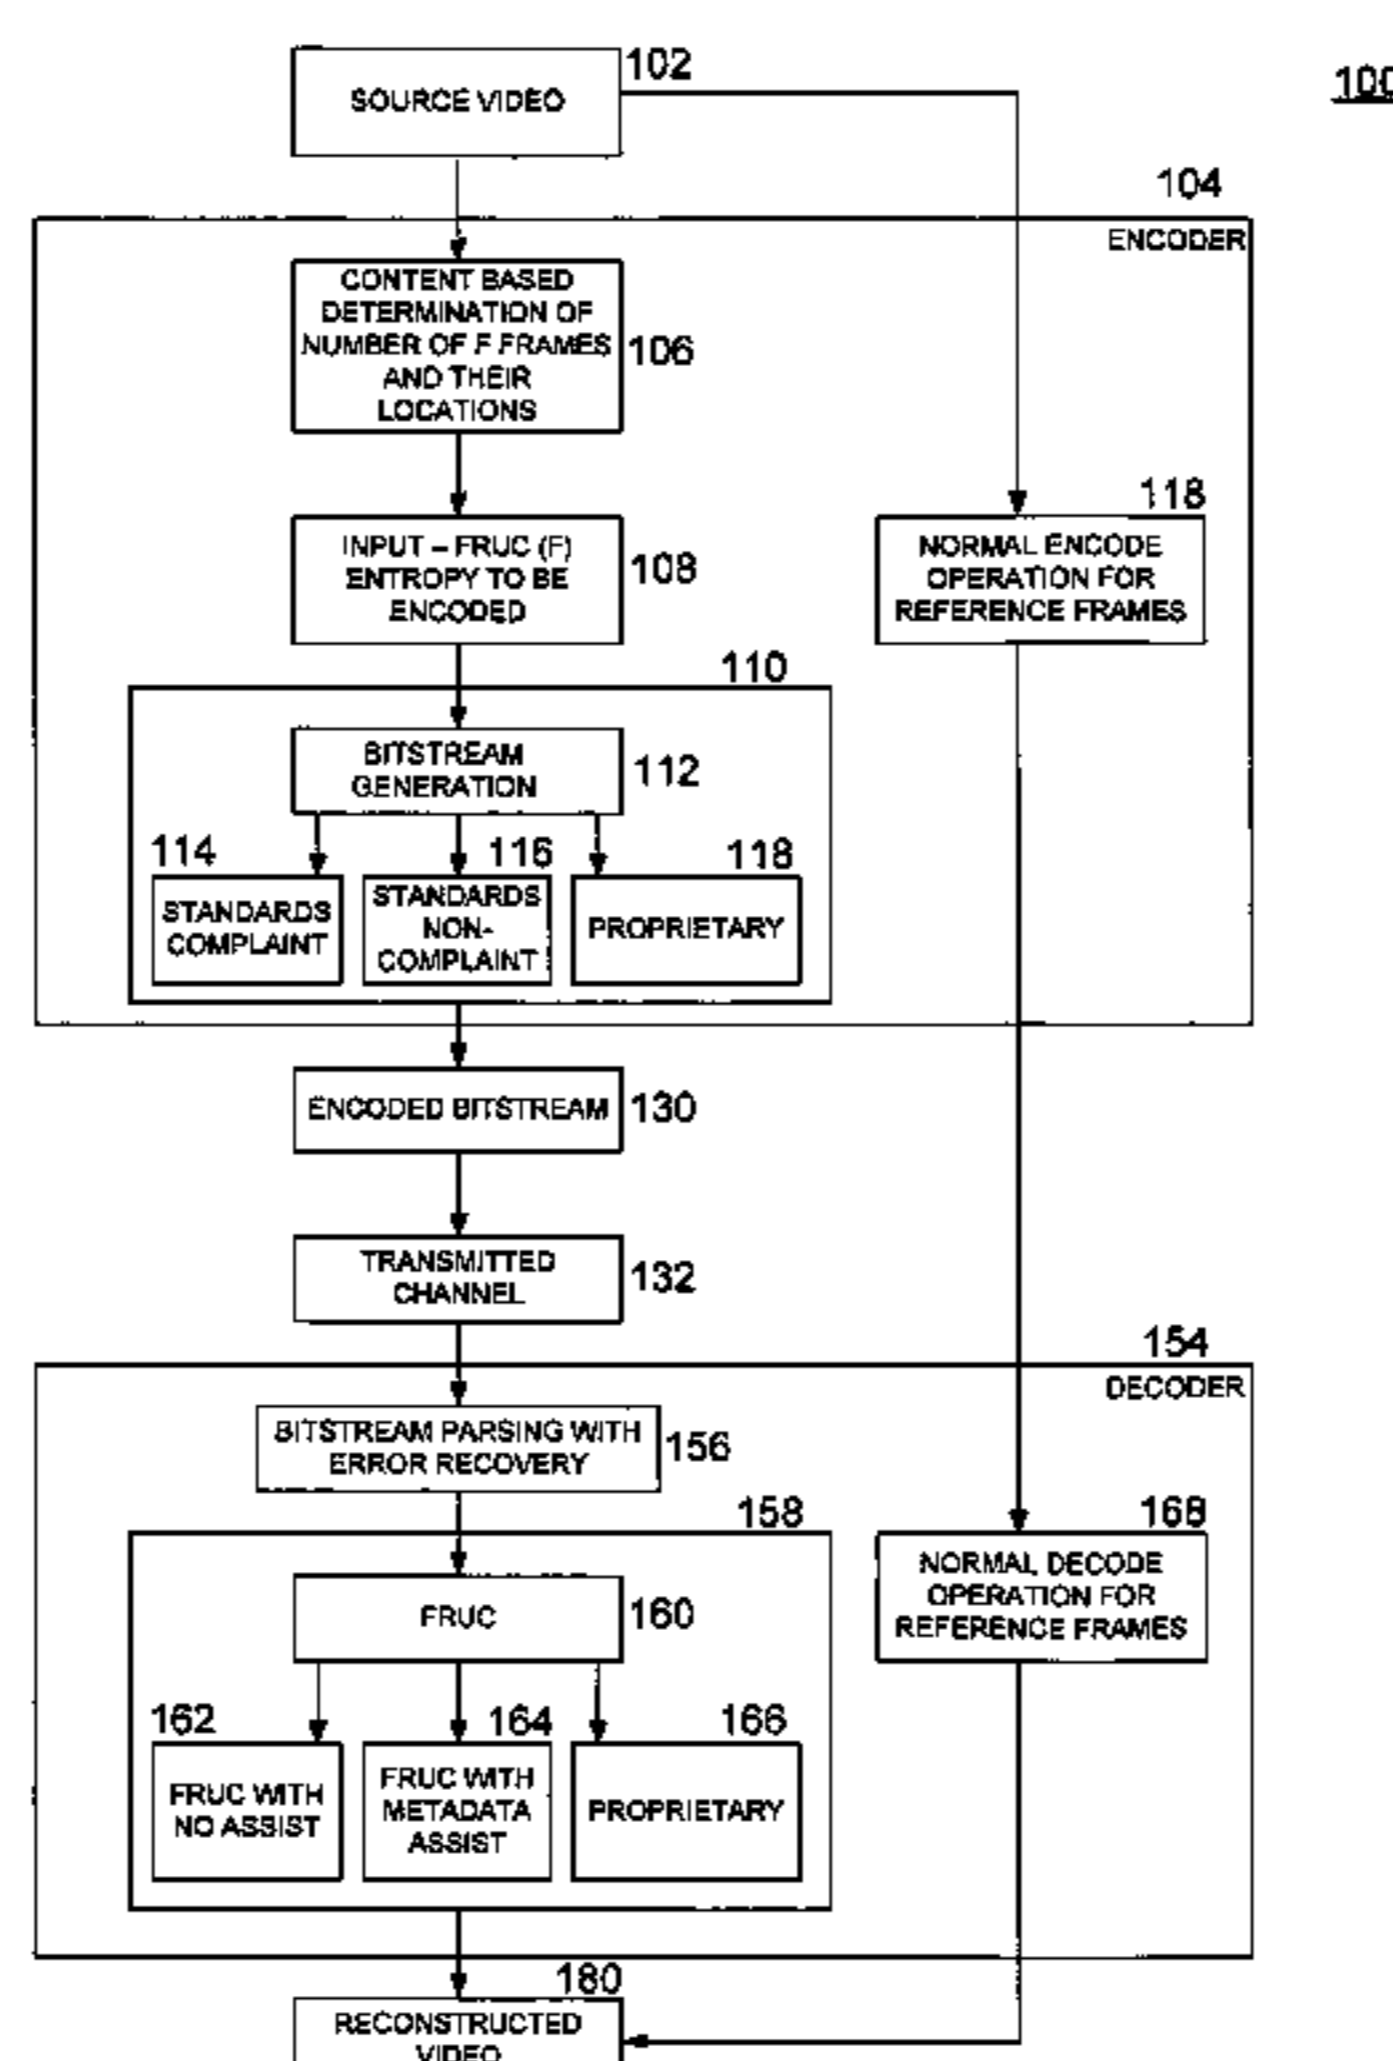 102
100
SOURCE VIDEO
104
ENCODER
CONTENT BASED
DETERMINATION OF
NUMBER OF F FRAMES
AND THEIR
LOCATIONS
106
118
INPUT – FRUC (F)
ENTROPY TO BE
ENCODED
108
NORMAL ENCODE
OPERATION FOR
REFERENCE FRAMES
110
BITSTREAM
GENERATION
112
114
116
118
STANDARDS
COMPLAINT
STANDARDS
NON-
COMPLAINT
PROPRIETARY
ENCODED BITSTREAM
130
TRANSMITTED
CHANNEL
132
154
DECODER
BITSTREAM PARSING WITH
ERROR RECOVERY
156
158
168
FRUC
160
NORMAL DECODE
OPERATION FOR
REFERENCE FRAMES
162
164
166
FRUC WITH
NO ASSIST
FRUC WITH
METADATA
ASSIST
PROPRIETARY
180
RECONSTRUCTED
VIDEO